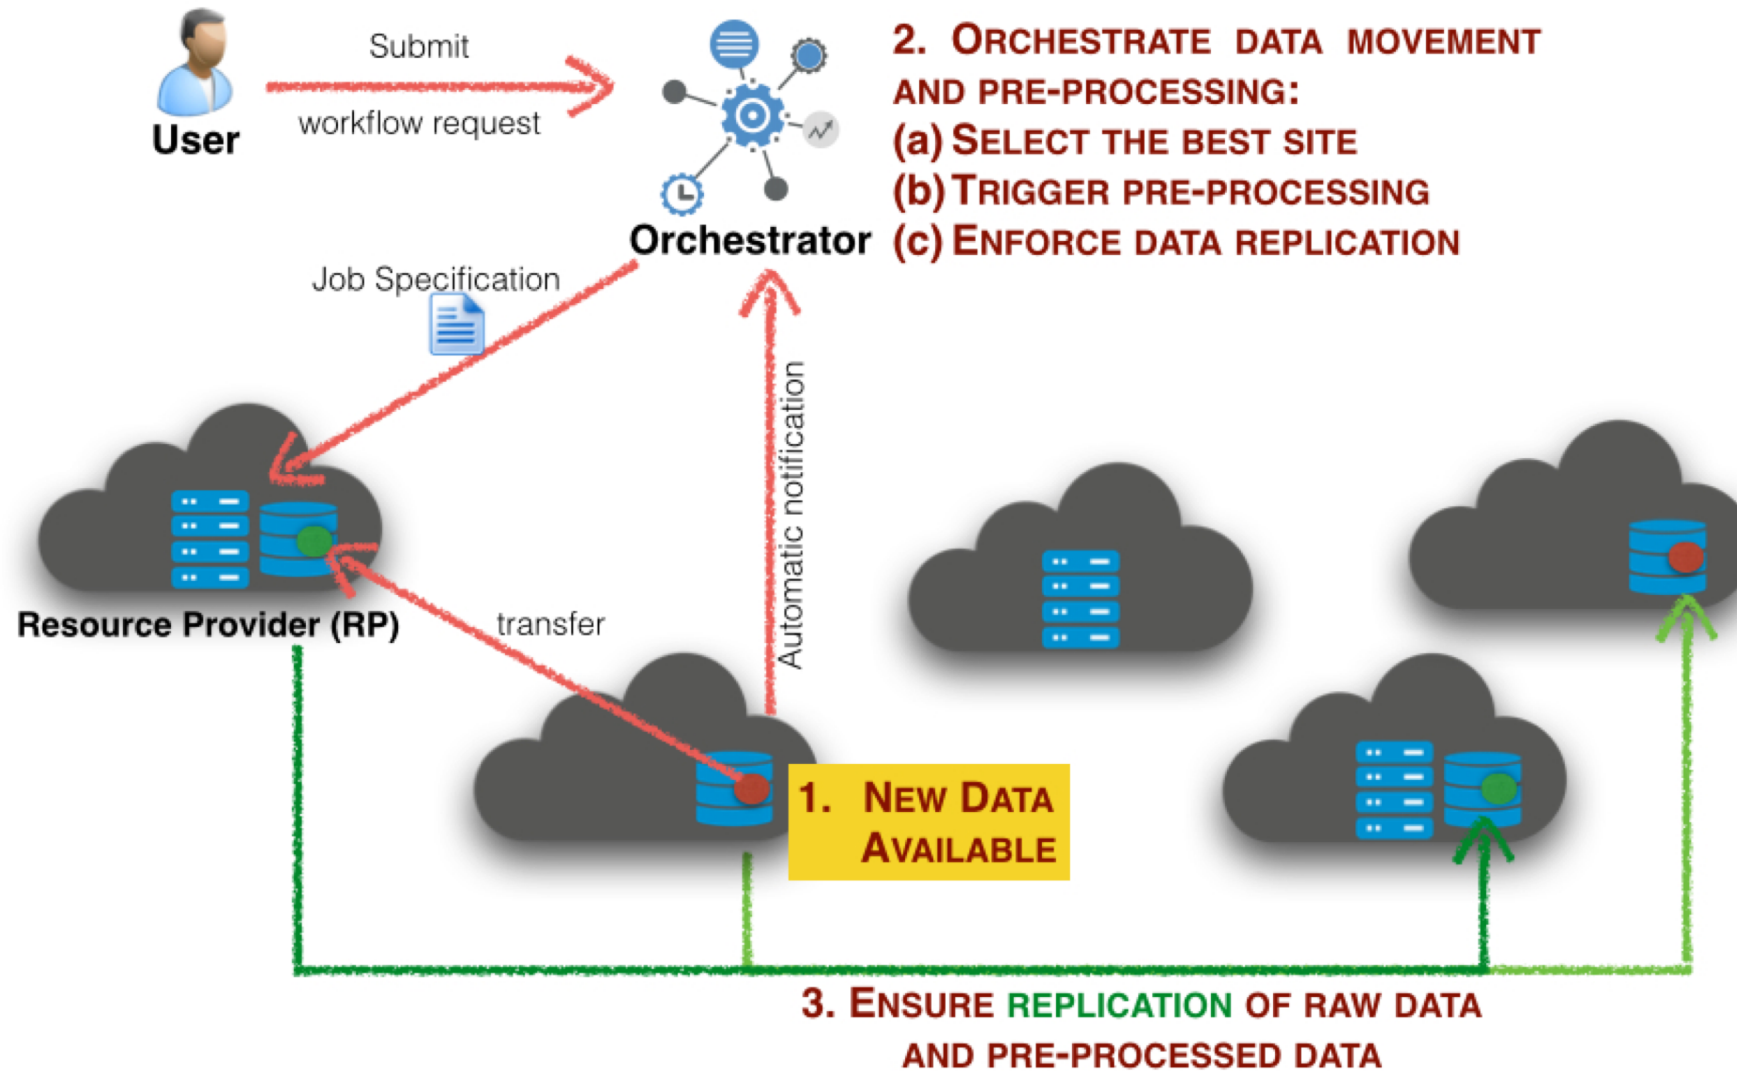 Submit
workflow request
User
Orchestrator
2. ORCHESTRATE DATA MOVEMENT
AND PRE-PROCESSING:
(a) SELECT THE BEST SITE
(b) TRIGGER PRE-PROCESSING
(c) ENFORCE DATA REPLICATION
Job Specification
Automatic notification
Resource Provider (RP)
transfer
1. NEW DATA
AVAILABLE
3. ENSURE REPLICATION OF RAW DATA
AND PRE-PROCESSED DATA